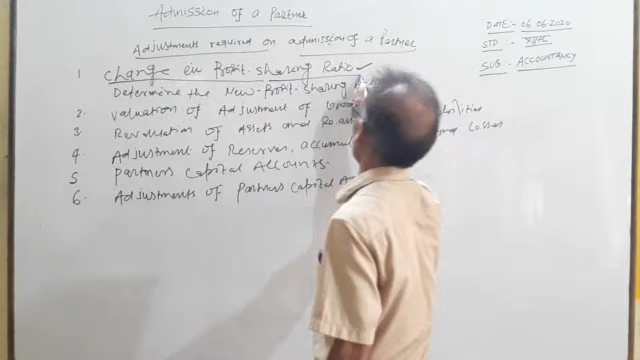 Admission of a Partner
Adjustments required on admission of a Partner
DATE:- 06.06.2020
STD :- XIIth
SUB:- ACCOUNTANCY
1 Change in Profit-sharing Ratio ✓
Determine the New-Profit-sharing
2. Valuation of Adjustment of
3. Revaluation of Assets and
4. Adjustment of Reserves, Losses
5 Partners Capital Accounts.
6. Adjustments of Partners Capital